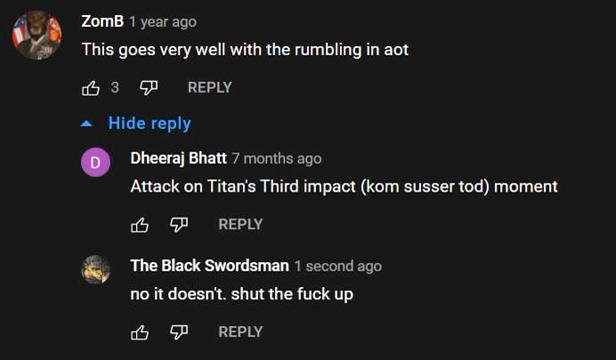 ZomB 1 year ago
This goes very well with the rumbling in aot
3 REPLY
Hide reply
D
Dheeraj Bhatt 7 months ago
Attack on Titan's Third impact (kom susser tod) moment
REPLY
The Black Swordsman 1 second ago
no it doesn't. shut the fuck up
REPLY